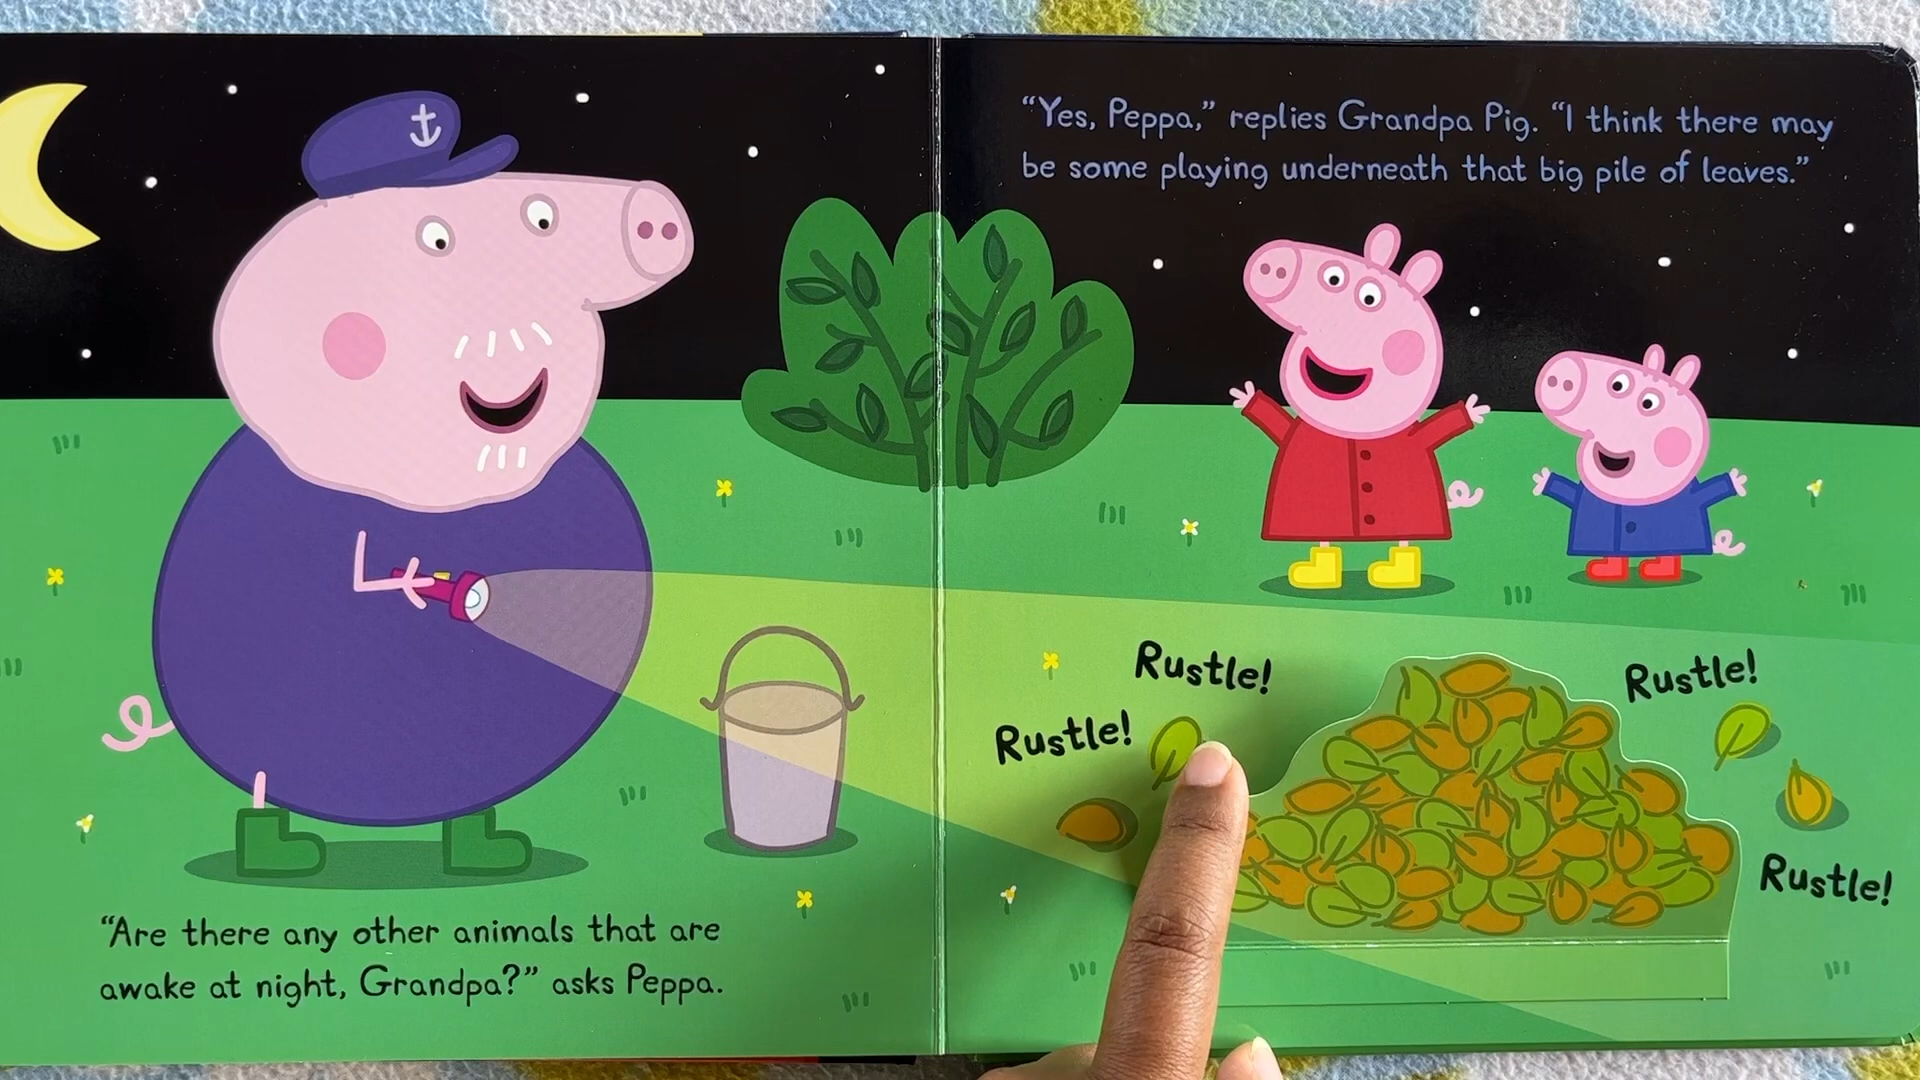 “Are there any other animals that are
awake at night, Grandpa?” asks Peppa.
“Yes, Peppa,” replies Grandpa Pig. “I think there may
be some playing underneath that big pile of leaves.”
Rustle!
Rustle!
Rustle!
Rustle!